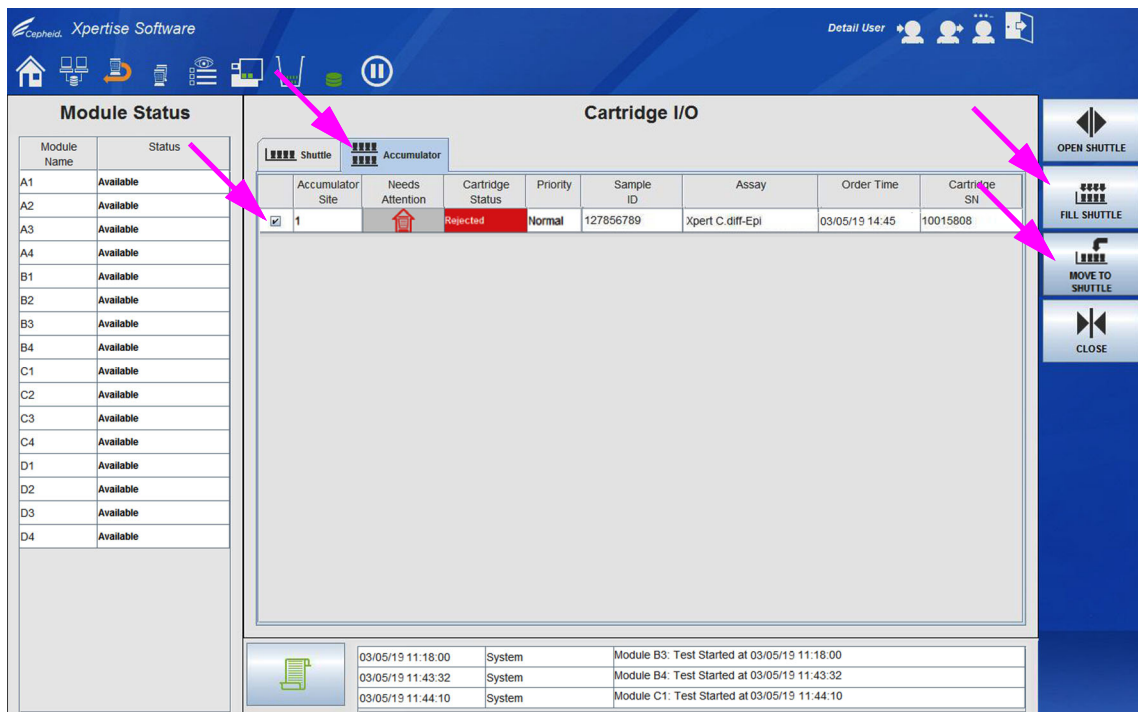 Cepheid. Xpertise Software
Detail User
Module Status
Module Name Status
A1 Available
A2 Available
A3 Available
A4 Available
B1 Available
B2 Available
B3 Available
B4 Available
C1 Available
C2 Available
C3 Available
C4 Available
D1 Available
D2 Available
D3 Available
D4 Available
Cartridge I/O
Shuttle Accumulator
Accumulator Site Needs Attention Cartridge Status Priority Sample ID Assay Order Time Cartridge SN
1 Rejected Normal 127856789 Xpert C.diff-Epi 03/05/19 14:45 10015808
03/05/19 11:18:00 System Module B3: Test Started at 03/05/19 11:18:00
03/05/19 11:43:32 System Module B4: Test Started at 03/05/19 11:43:32
03/05/19 11:44:10 System Module C1: Test Started at 03/05/19 11:44:10
OPEN SHUTTLE
FILL SHUTTLE
MOVE TO
SHUTTLE
CLOSE